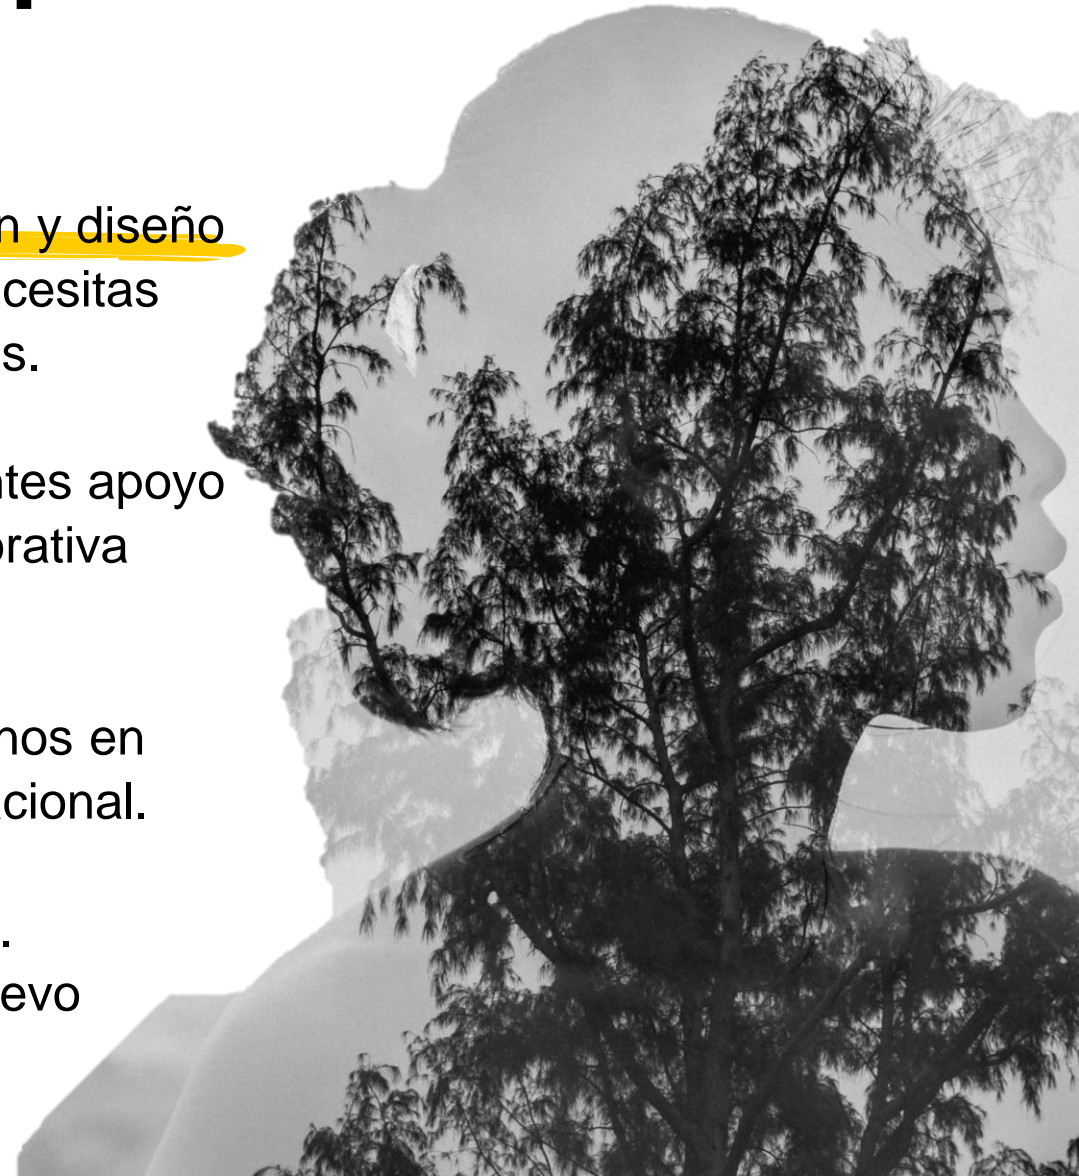 n y diseño
cesitas
s.
ntes apoyo
orativa
nos en
cional.
.
evo